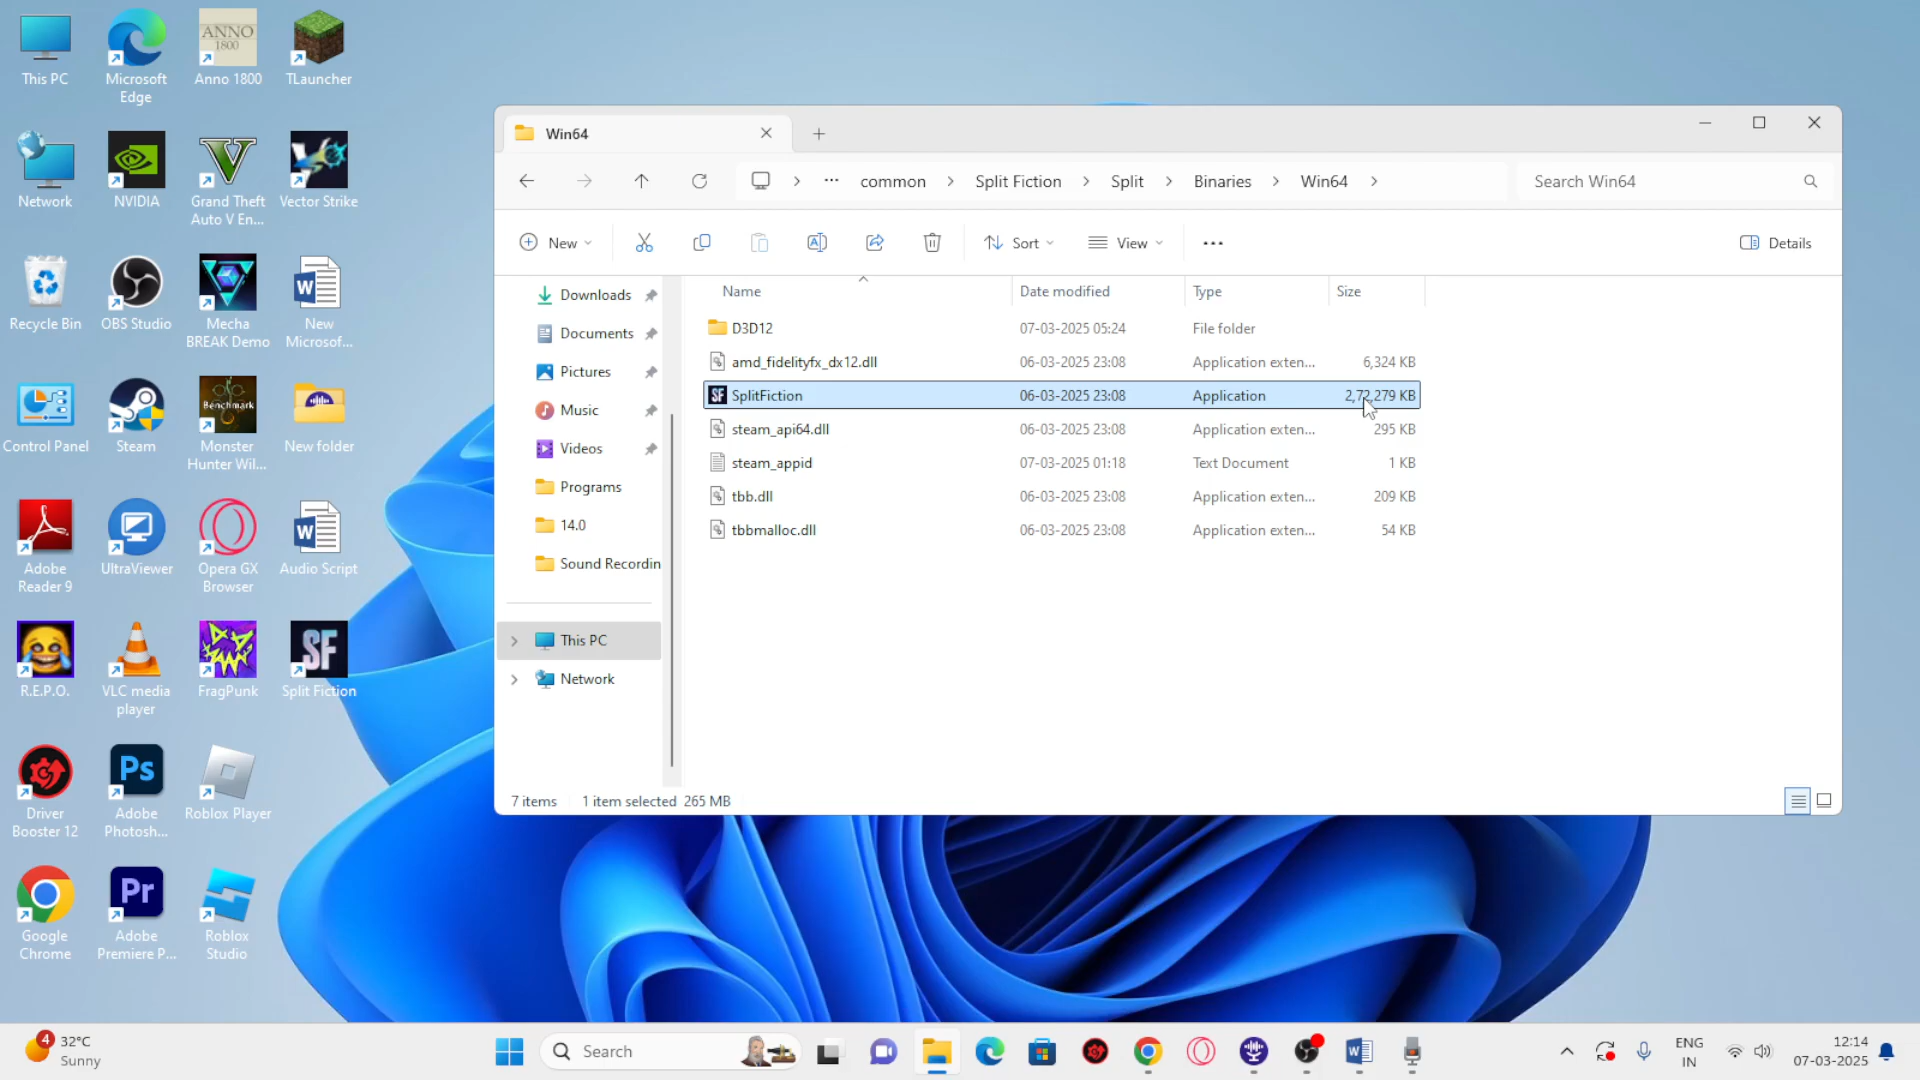 This PC
Microsoft
Edge
ANNO
1800
Anno 1800
TLauncher
Network
NVIDIA
Grand Theft
Auto V En...
Vector Strike
Recycle Bin
OBS Studio
Mecha
BREAK Demo
New
Microsof...
Control Panel
Steam
Benchmark
Monster
Hunter Wil...
New folder
Adobe
Reader 9
UltraViewer
Opera GX
Browser
Audio Script
R.E.P.O.
VLC media
player
FragPunk
SF
Split Fiction
Driver
Booster 12
Ps
Adobe
Photosh...
Roblox Player
Google
Chrome
Pr
Adobe
Premiere P...
Roblox
Studio
Win64
... common > Split Fiction > Split > Binaries > Win64 >
Search Win64
New
Sort
View
...
Details
Downloads
Documents
Pictures
Music
Videos
Programs
14.0
Sound Recordin
This PC
Network
Name Date modified Type Size
D3D12 07-03-2025 05:24 File folder
amd_fidelityfx_dx12.dll 06-03-2025 23:08 Application exten... 6,324 KB
SF SplitFiction 06-03-2025 23:08 Application 2,72,279 KB
steam_api64.dll 06-03-2025 23:08 Application exten... 295 KB
steam_appid 07-03-2025 01:18 Text Document 1 KB
tbb.dll 06-03-2025 23:08 Application exten... 209 KB
tbbmalloc.dll 06-03-2025 23:08 Application exten... 54 KB
7 items 1 item selected 265 MB
4
32°C
Sunny
Search
ENG
IN
12:14
07-03-2025